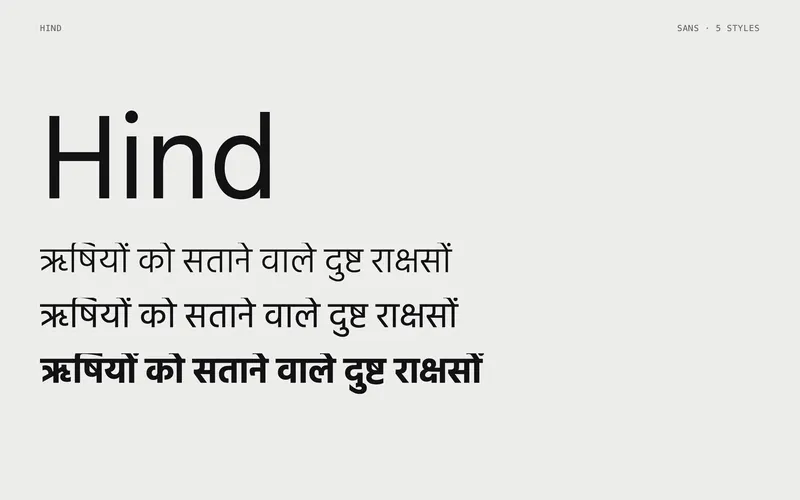 HIND
SANS · 5 STYLES
Hind
ऋषियों को सताने वाले दुष्ट राक्षसों
ऋषियों को सताने वाले दुष्ट राक्षसों
ऋषियों को सताने वाले दुष्ट राक्षसों